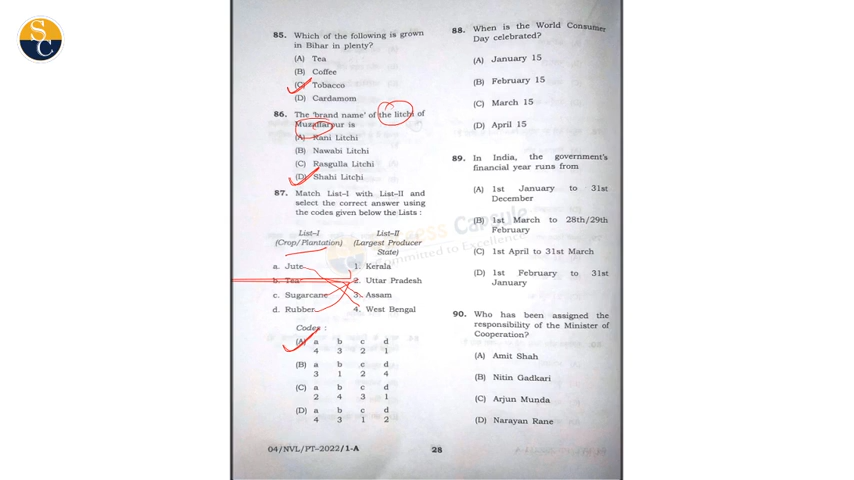 S
C
85. Which of the following is grown
in Bihar in plenty?
(A) Tea
(B) Coffee
(C) Tobacco
(D) Cardamom
86. The 'brand name' of the litchi of
Muzaffarpur is
(A) Rani Litchi
(B) Nawabi Litchi
(C) Rasgulla Litchi
(D) Shahi Litchi
87. Match List-I with List-II and
select the correct answer using
the codes given below the Lists :
List-I List-II
(Crop/Plantation) (Largest Producer
State)
a. Jute 1. Kerala
b. Tea 2. Uttar Pradesh
c. Sugarcane 3. Assam
d. Rubber 4. West Bengal
Codes :
(A) a b c d
4 3 2 1
(B) a b c d
3 1 2 4
(C) a b c d
2 4 3 1
(D) a b c d
4 3 1 2
04/NVL/PT-2022/1-A
28
88. When is the World Consumer
Day celebrated?
(A) January 15
(B) February 15
(C) March 15
(D) April 15
89. In India, the government's
financial year runs from
(A) 1st January to 31st
December
(B) 1st March to 28th/29th
February
(C) 1st April to 31st March
(D) 1st February to 31st
January
90. Who has been assigned the
responsibility of the Minister of
Cooperation?
(A) Amit Shah
(B) Nitin Gadkari
(C) Arjun Munda
(D) Narayan Rane
Capsule
Committed to Excellence